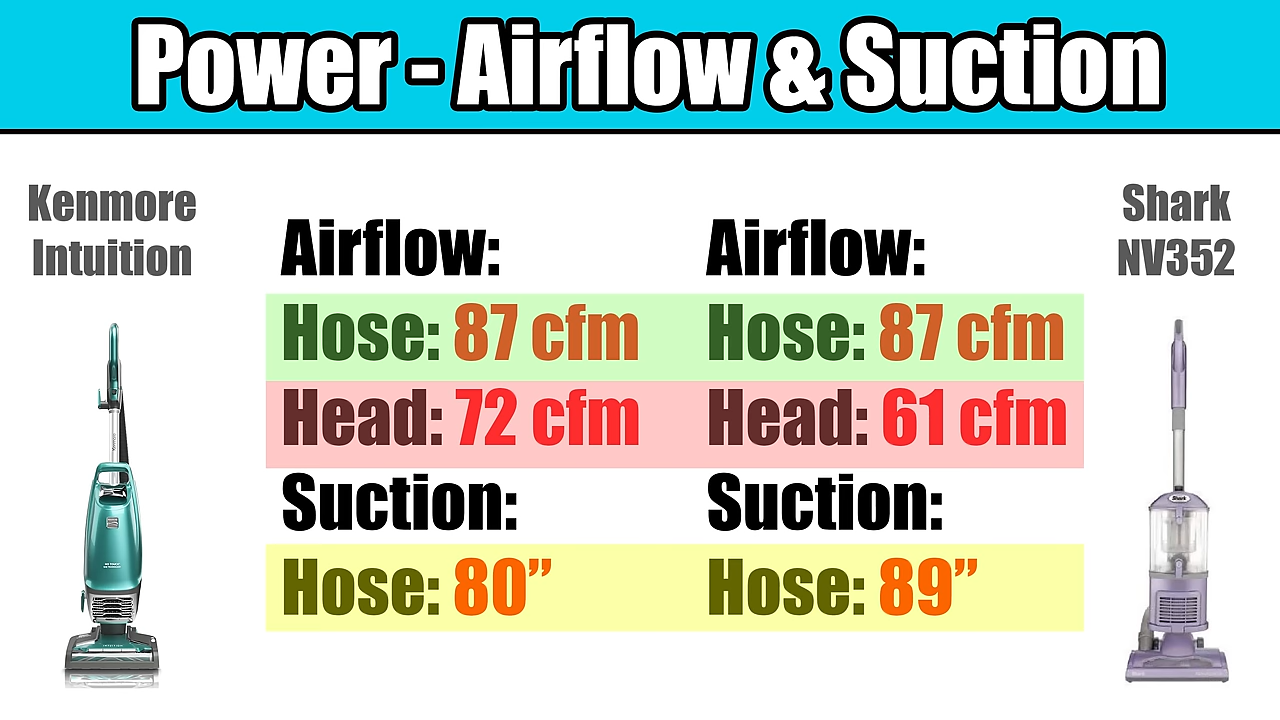 Power - Airflow & Suction
Kenmore
Intuition
Airflow:
Hose: 87 cfm
Head: 72 cfm
Suction:
Hose: 80”
Airflow:
Hose: 87 cfm
Head: 61 cfm
Suction:
Hose: 89”
Shark
NV352
Shark